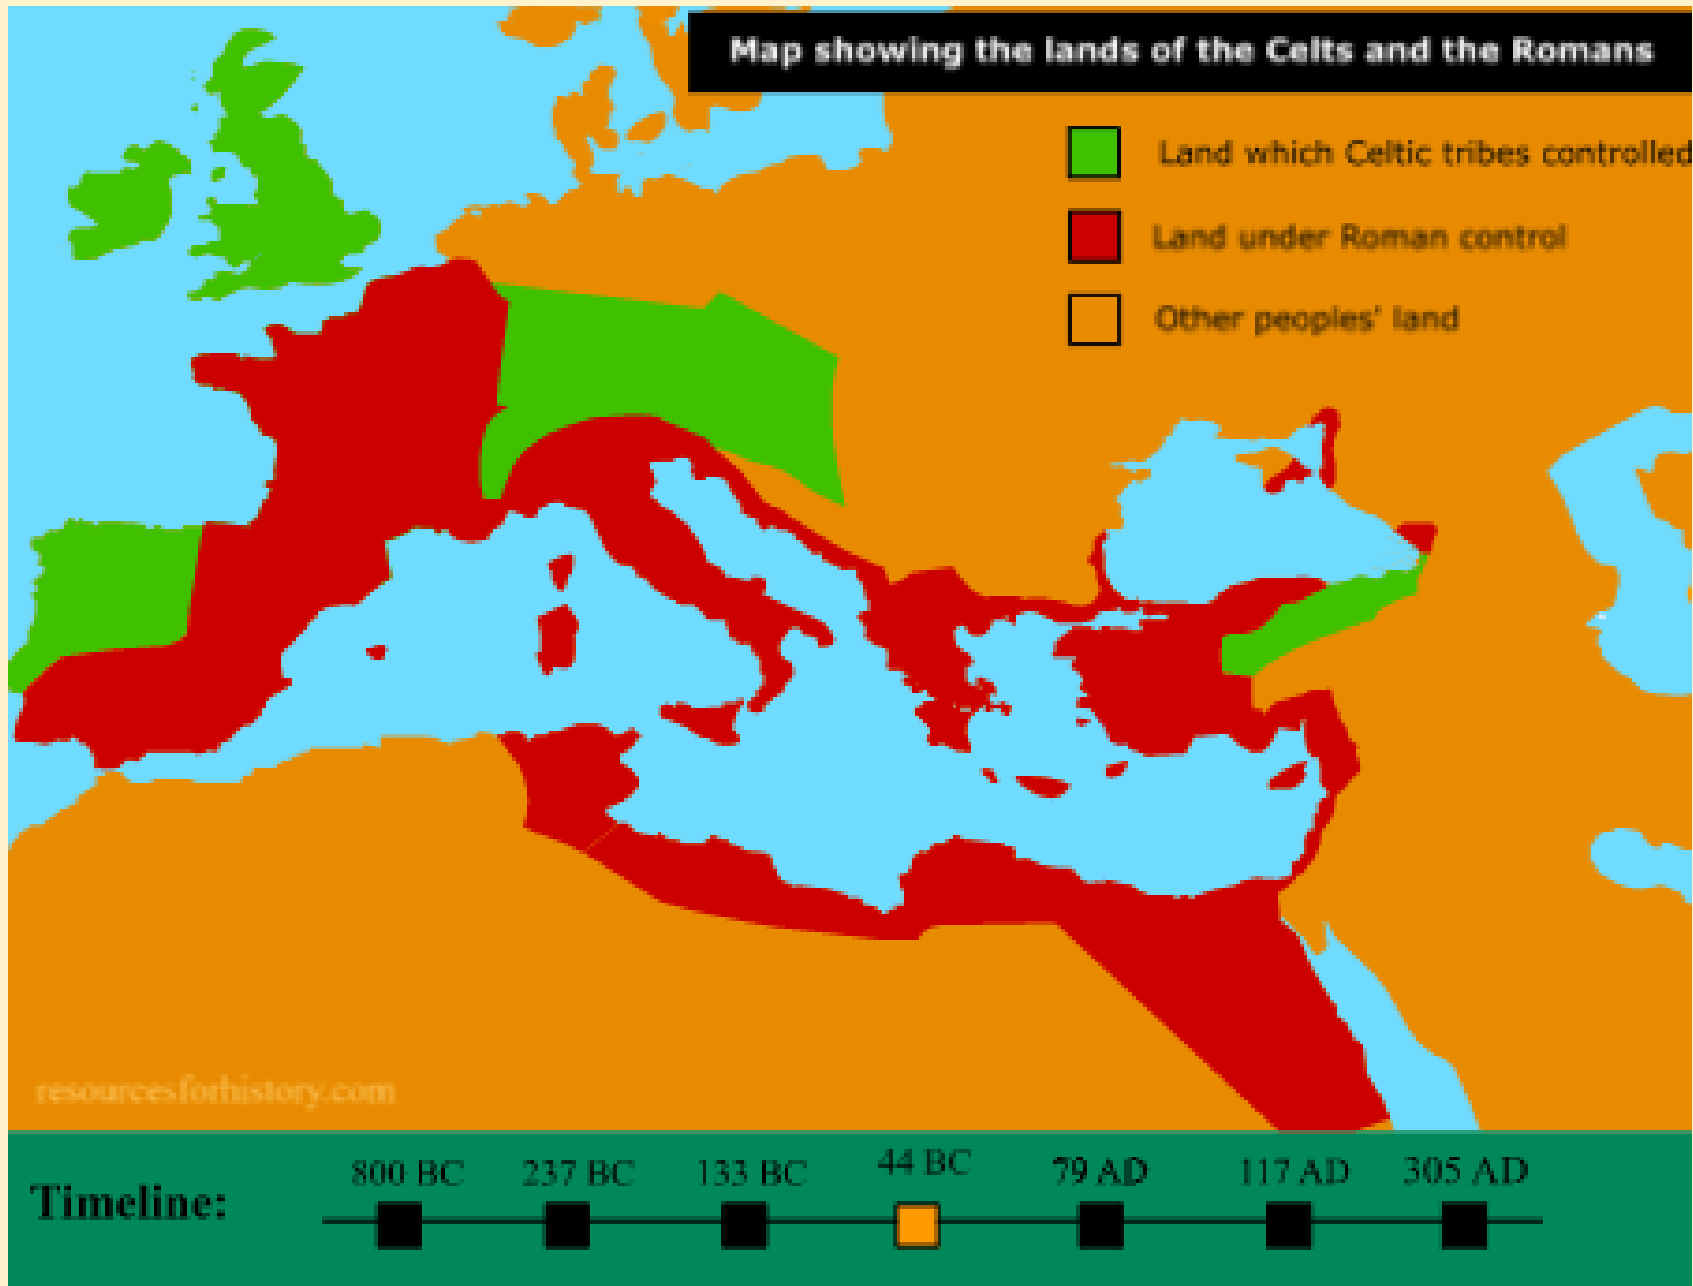 Map showing the lands of the Celts and the Romans
Land which Celtic tribes controlled
Land under Roman control
Other peoples' land
resourcesforhistory.com
800 BC 237 BC 133 BC 44 BC 79 AD 117 AD 305 AD
Timeline: